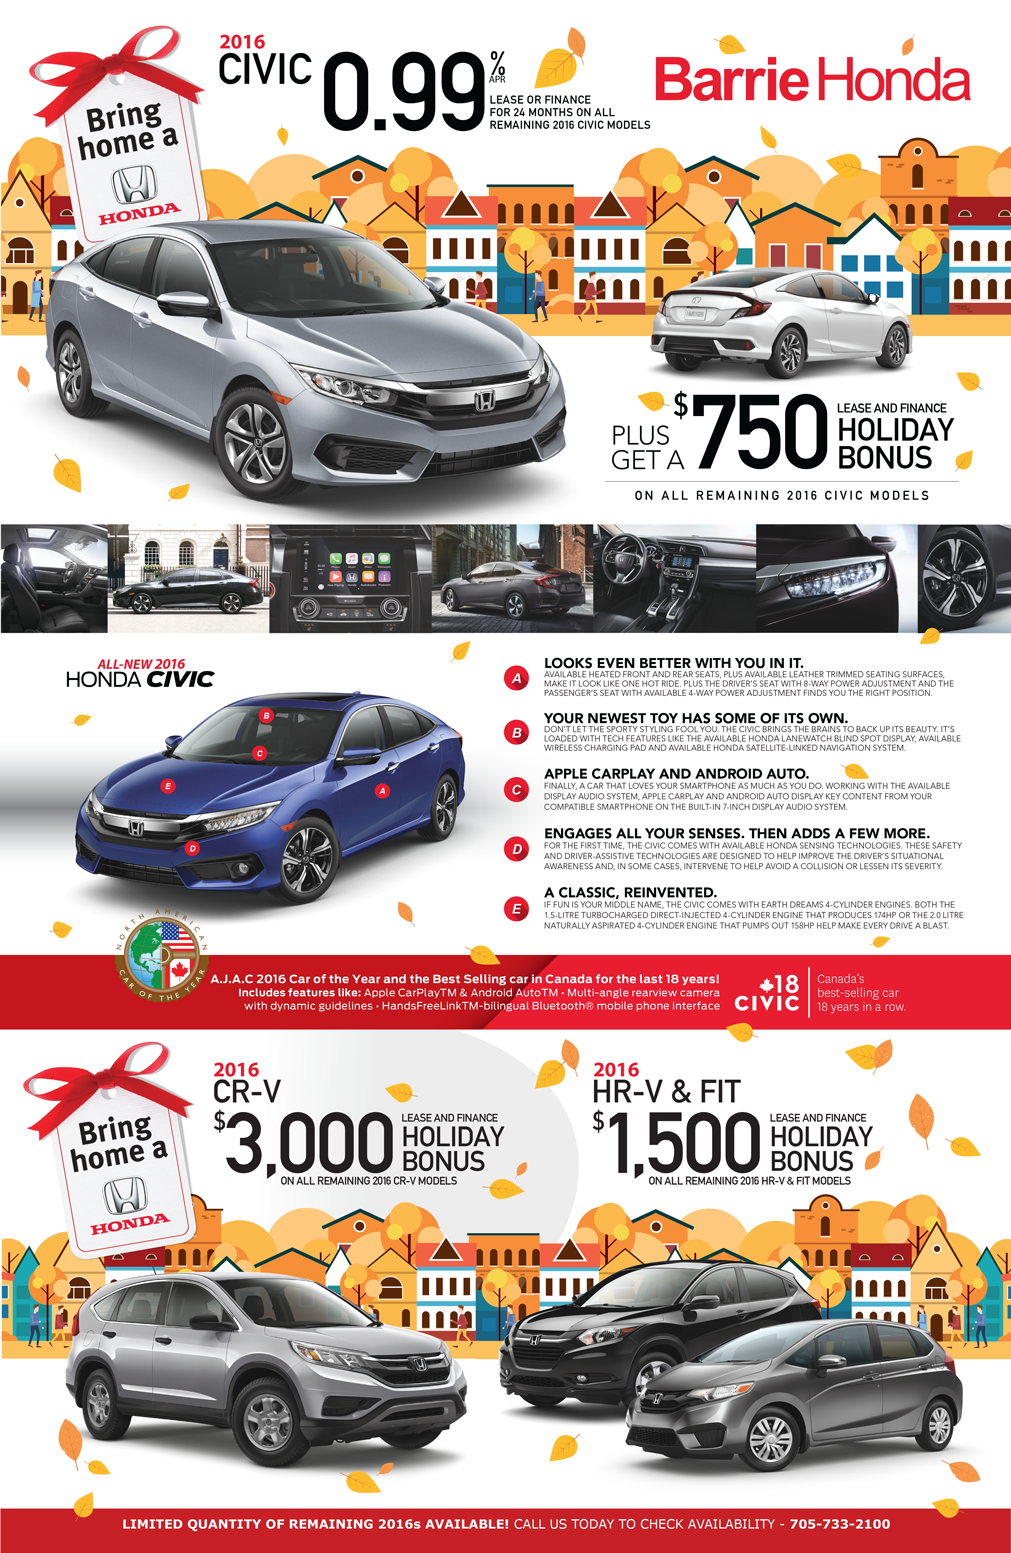 Bring
home a
HONDA
2016
CIVIC
0.99% APR
LEASE OR FINANCE
FOR 24 MONTHS ON ALL
REMAINING 2016 CIVIC MODELS
Barrie Honda
PLUS
GET A
$750
LEASE AND FINANCE
HOLIDAY
BONUS
ON ALL REMAINING 2016 CIVIC MODELS
ALL-NEW 2016
HONDA CIVIC
B
C
E
A
D
A
LOOKS EVEN BETTER WITH YOU IN IT.
AVAILABLE HEATED FRONT AND REAR SEATS, PLUS AVAILABLE LEATHER TRIMMED SEATING SURFACES,
MAKE IT LOOK LIKE ONE HOT RIDE. PLUS THE DRIVER'S SEAT WITH 8-WAY POWER ADJUSTMENT AND THE
PASSENGER'S SEAT WITH AVAILABLE 4-WAY POWER ADJUSTMENT FINDS YOU THE RIGHT POSITION.
B
YOUR NEWEST TOY HAS SOME OF ITS OWN.
DON'T LET THE SPORTY STYLING FOOL YOU. THE CIVIC BRINGS THE BRAINS TO BACK UP ITS BEAUTY. IT'S
LOADED WITH TECH FEATURES LIKE THE AVAILABLE HONDA LANEWATCH BLIND SPOT DISPLAY, AVAILABLE
WIRELESS CHARGING PAD AND AVAILABLE HONDA SATELLITE-LINKED NAVIGATION SYSTEM.
C
APPLE CARPLAY AND ANDROID AUTO.
FINALLY, A CAR THAT LOVES YOUR SMARTPHONE AS MUCH AS YOU DO. WORKING WITH THE AVAILABLE
DISPLAY AUDIO SYSTEM, APPLE CARPLAY AND ANDROID AUTO DISPLAY KEY CONTENT FROM YOUR
COMPATIBLE SMARTPHONE ON THE BUILT-IN 7-INCH DISPLAY AUDIO SYSTEM.
D
ENGAGES ALL YOUR SENSES. THEN ADDS A FEW MORE.
FOR THE FIRST TIME, THE CIVIC COMES WITH AVAILABLE HONDA SENSING TECHNOLOGIES. THESE SAFETY
AND DRIVER-ASSISTIVE TECHNOLOGIES ARE DESIGNED TO HELP IMPROVE THE DRIVER'S SITUATIONAL
AWARENESS AND, IN SOME CASES, INTERVENE TO HELP AVOID A COLLISION OR LESSEN ITS SEVERITY.
E
A CLASSIC, REINVENTED.
IF FUN IS YOUR MIDDLE NAME, THE CIVIC COMES WITH EARTH DREAMS 4-CYLINDER ENGINES. BOTH THE
1.5-LITRE TURBOCHARGED DIRECT-INJECTED 4-CYLINDER ENGINE THAT PRODUCES 174HP OR THE 2.0 LITRE
NATURALLY ASPIRATED 4-CYLINDER ENGINE THAT PUMPS OUT 158HP HELP MAKE EVERY DRIVE A BLAST.
NORTH AMERICAN
CAR OF THE YEAR
A.J.A.C 2016 Car of the Year and the Best Selling car in Canada for the last 18 years!
Includes features like: Apple CarPlayTM & Android AutoTM • Multi-angle rearview camera
with dynamic guidelines • HandsFreeLinkTM-bilingual Bluetooth® mobile phone interface
18
CIVIC
Canada's
best-selling car
18 years in a row.
Bring
home a
HONDA
2016
CR-V
$3,000
LEASE AND FINANCE
HOLIDAY
BONUS
ON ALL REMAINING 2016 CR-V MODELS
2016
HR-V & FIT
$1,500
LEASE AND FINANCE
HOLIDAY
BONUS
ON ALL REMAINING 2016 HR-V & FIT MODELS
LIMITED QUANTITY OF REMAINING 2016s AVAILABLE! CALL US TODAY TO CHECK AVAILABILITY - 705-733-2100